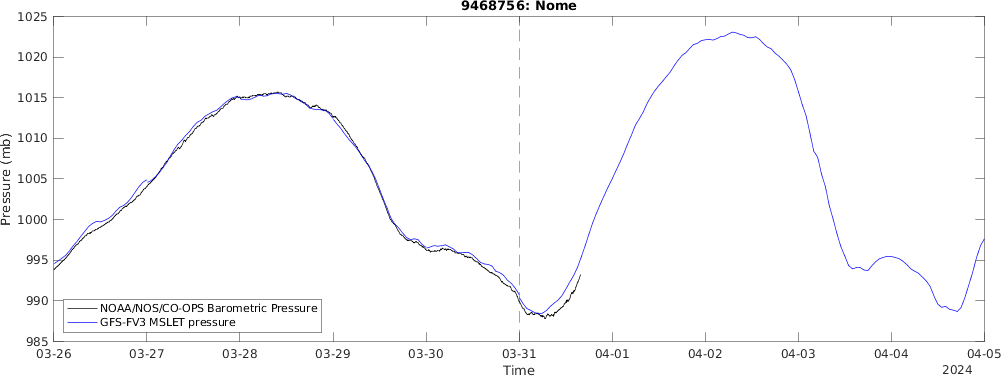 9468756: Nome
1025
1020
1015
1010
1005
1000
995
990
985
Pressure (mb)
NOAA/NOS/CO-OPS Barometric Pressure
GFS-FV3 MSLET pressure
03-26 03-27 03-28 03-29 03-30 03-31 04-01 04-02 04-03 04-04 04-05
Time
2024